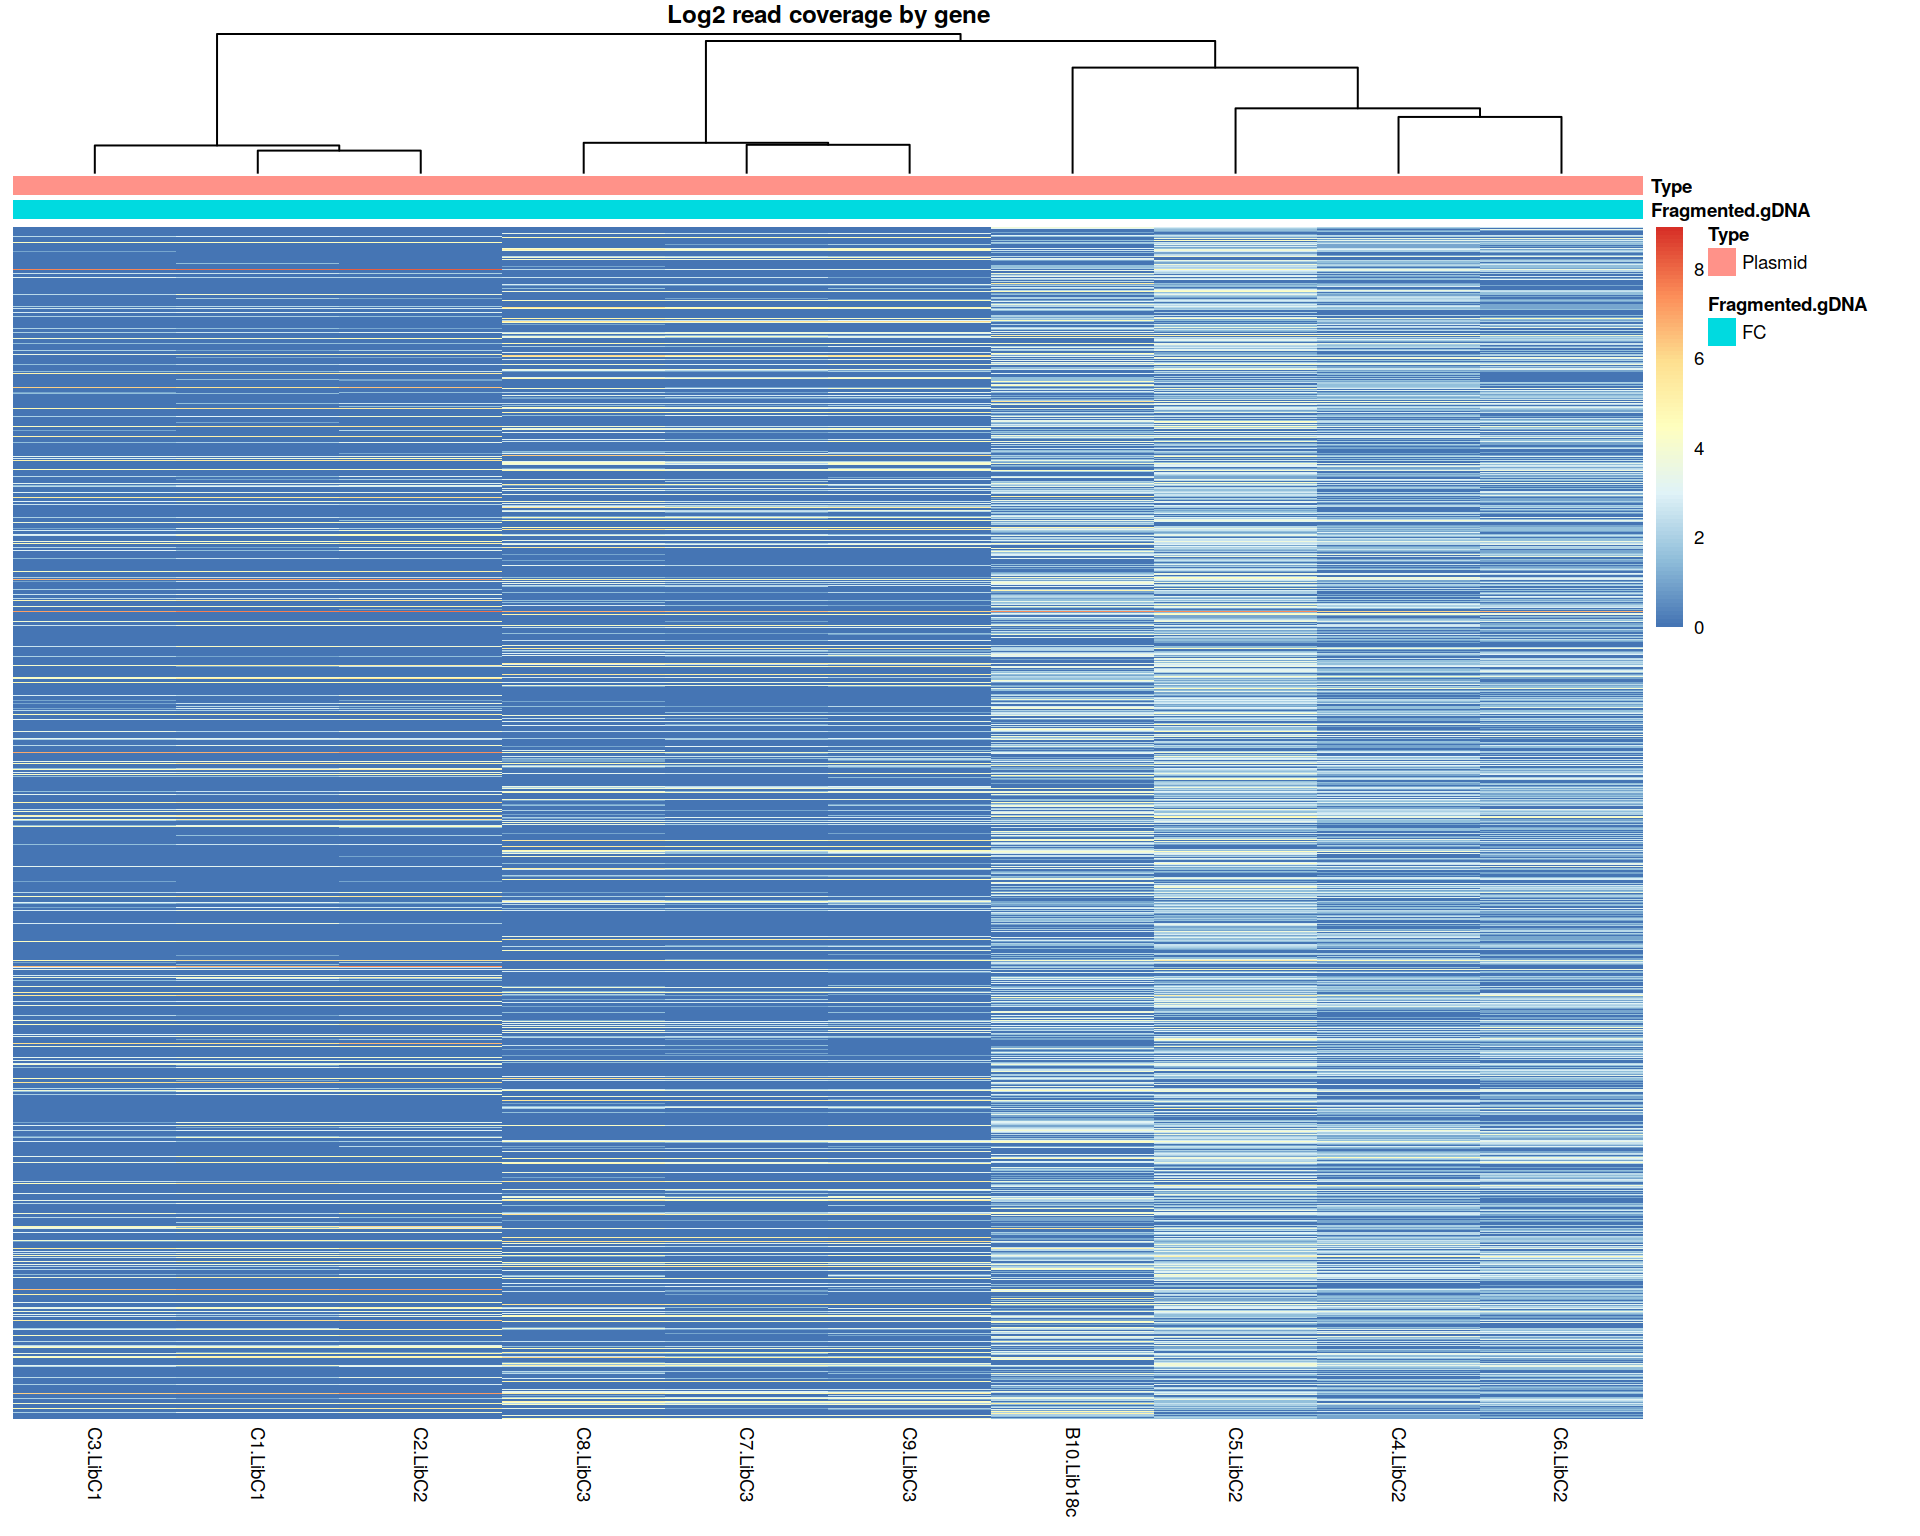 Log2 read coverage by gene
Type
Fragmented.gDNA
Type
Plasmid
Fragmented.gDNA
FC
8
6
4
2
0
C3.LibC1
C1.LibC1
C2.LibC2
C8.LibC3
C7.LibC3
C9.LibC3
B10.Lib18c
C5.LibC2
C4.LibC2
C6.LibC2